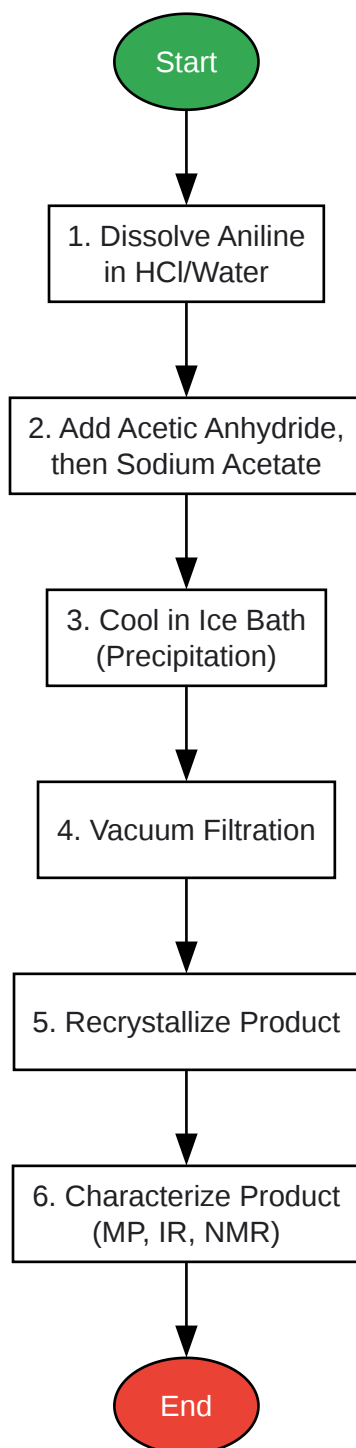 Start
1. Dissolve Aniline
in HCl/Water
2. Add Acetic Anhydride,
then Sodium Acetate
3. Cool in Ice Bath
(Precipitation)
4. Vacuum Filtration
5. Recrystallize Product
6. Characterize Product
(MP, IR, NMR)
End